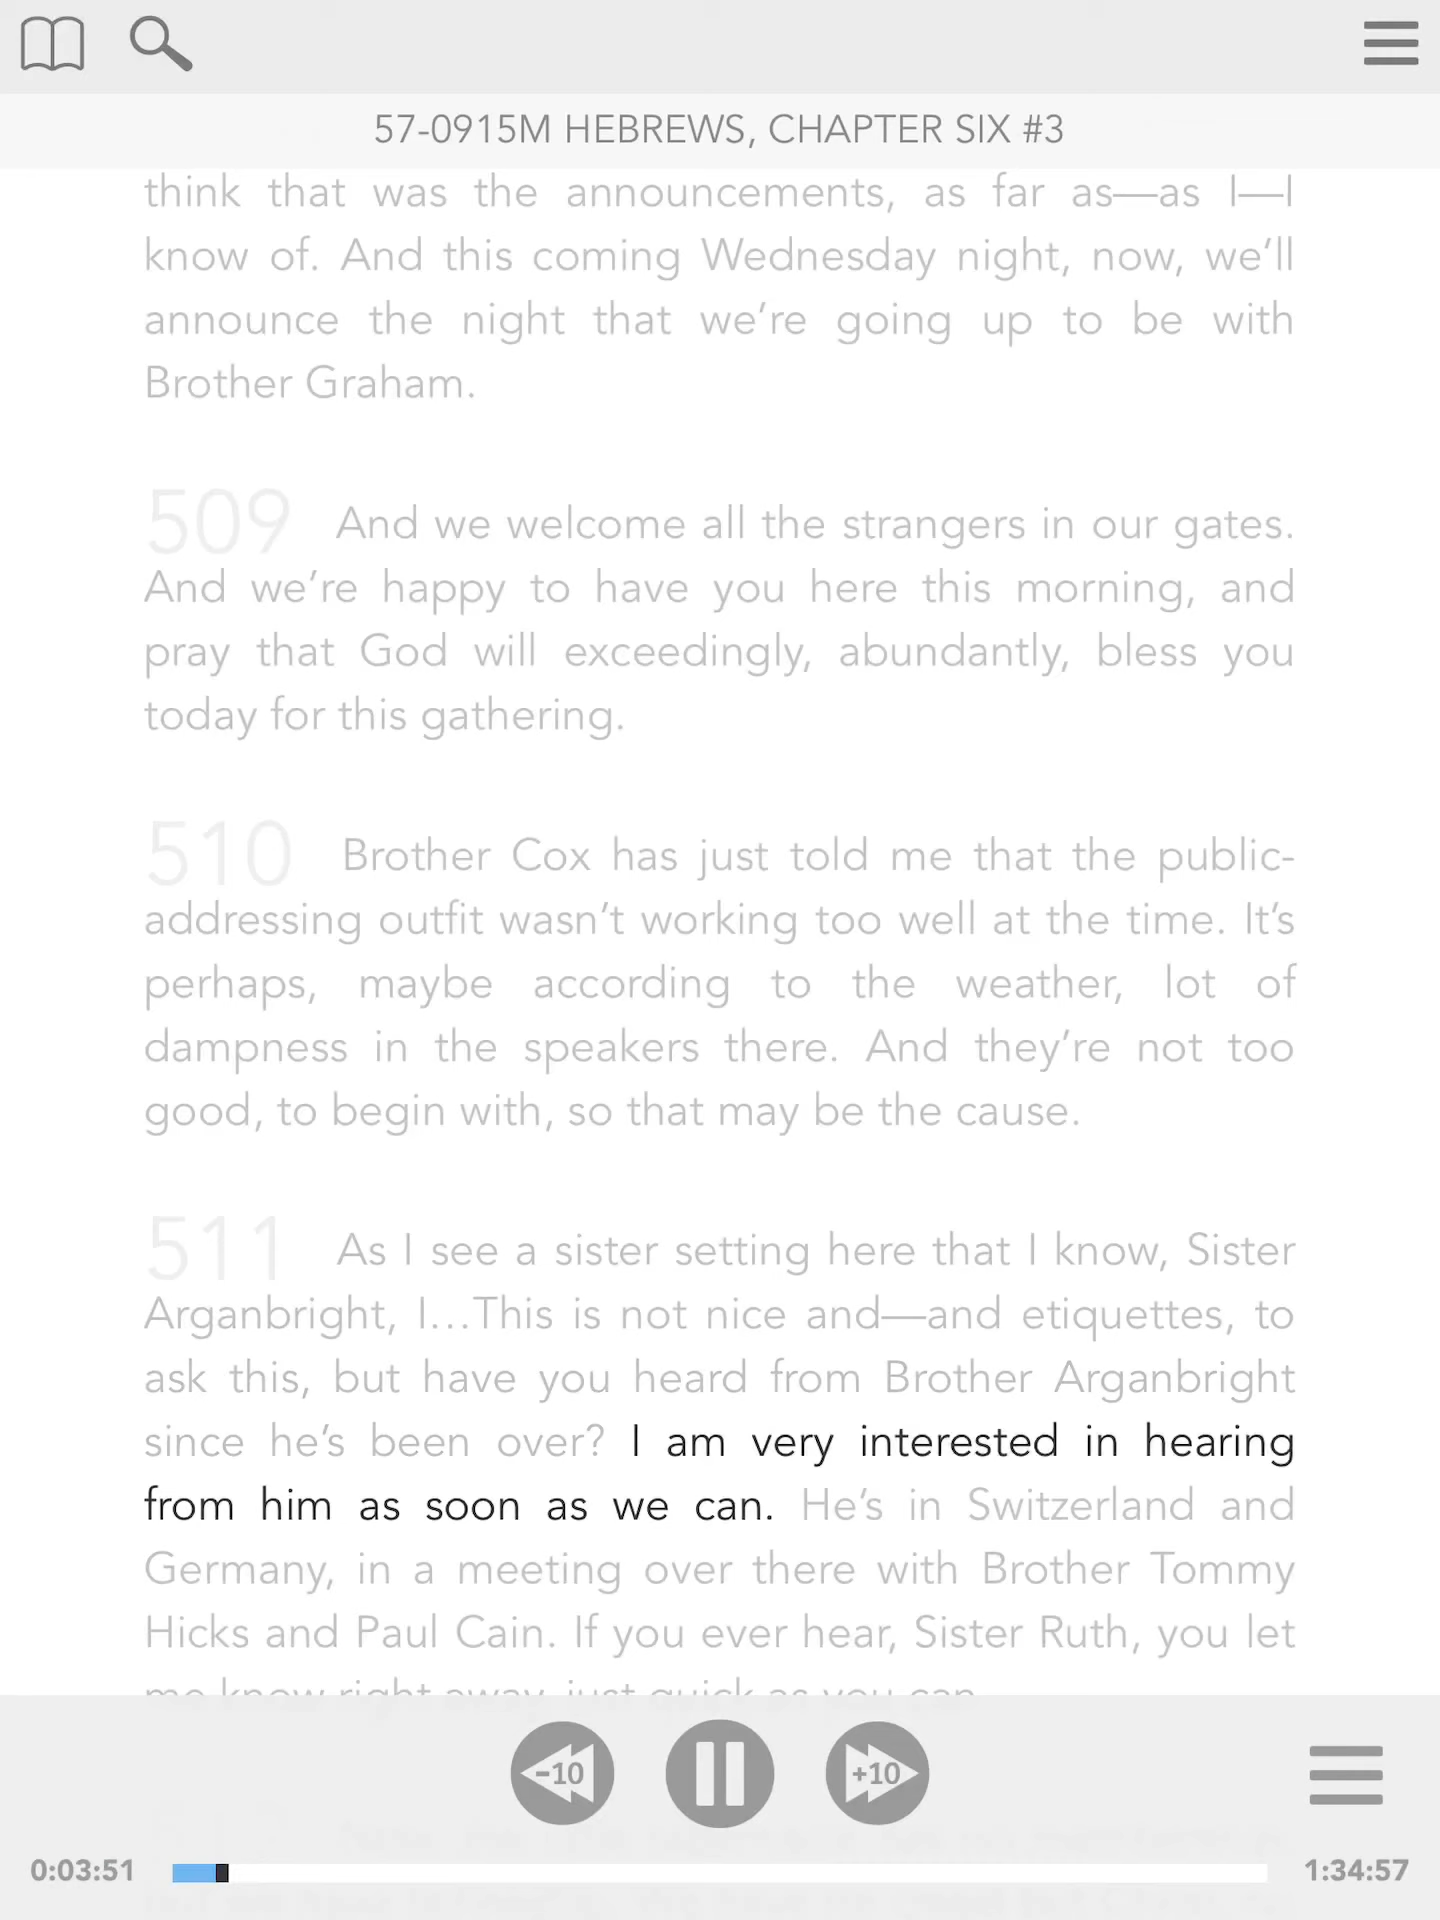 57-0915M HEBREWS, CHAPTER SIX #3
think that was the announcements, as far as—as I—I
know of. And this coming Wednesday night, now, we’ll
announce the night that we’re going up to be with
Brother Graham.
509 And we welcome all the strangers in our gates.
And we’re happy to have you here this morning, and
pray that God will exceedingly, abundantly, bless you
today for this gathering.
510 Brother Cox has just told me that the public-
addressing outfit wasn’t working too well at the time. It’s
perhaps, maybe according to the weather, lot of
dampness in the speakers there. And they’re not too
good, to begin with, so that may be the cause.
511 As I see a sister setting here that I know, Sister
Arganbright, I…This is not nice and—and etiquettes, to
ask this, but have you heard from Brother Arganbright
since he’s been over? I am very interested in hearing
from him as soon as we can. He’s in Switzerland and
Germany, in a meeting over there with Brother Tommy
Hicks and Paul Cain. If you ever hear, Sister Ruth, you let
me know right away, just quick as you can.
-10 +10
0:03:51 1:34:57